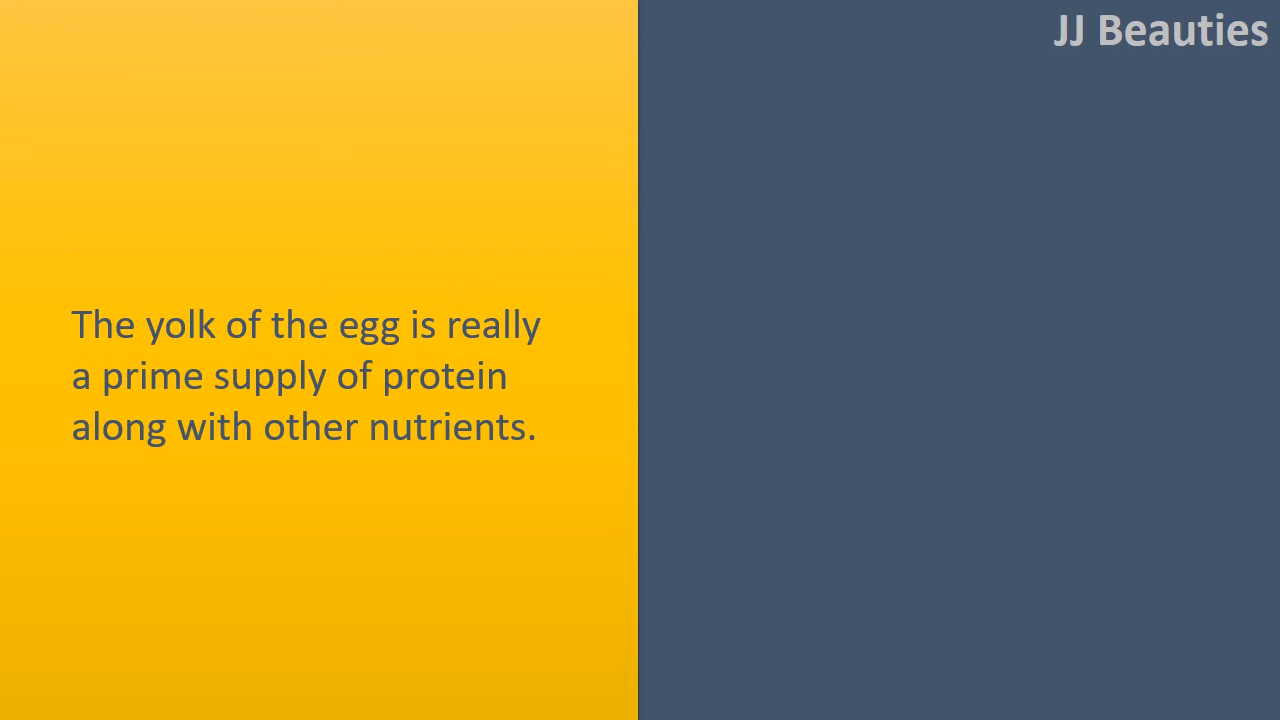 JJ Beauties
The yolk of the egg is really
a prime supply of protein
along with other nutrients.